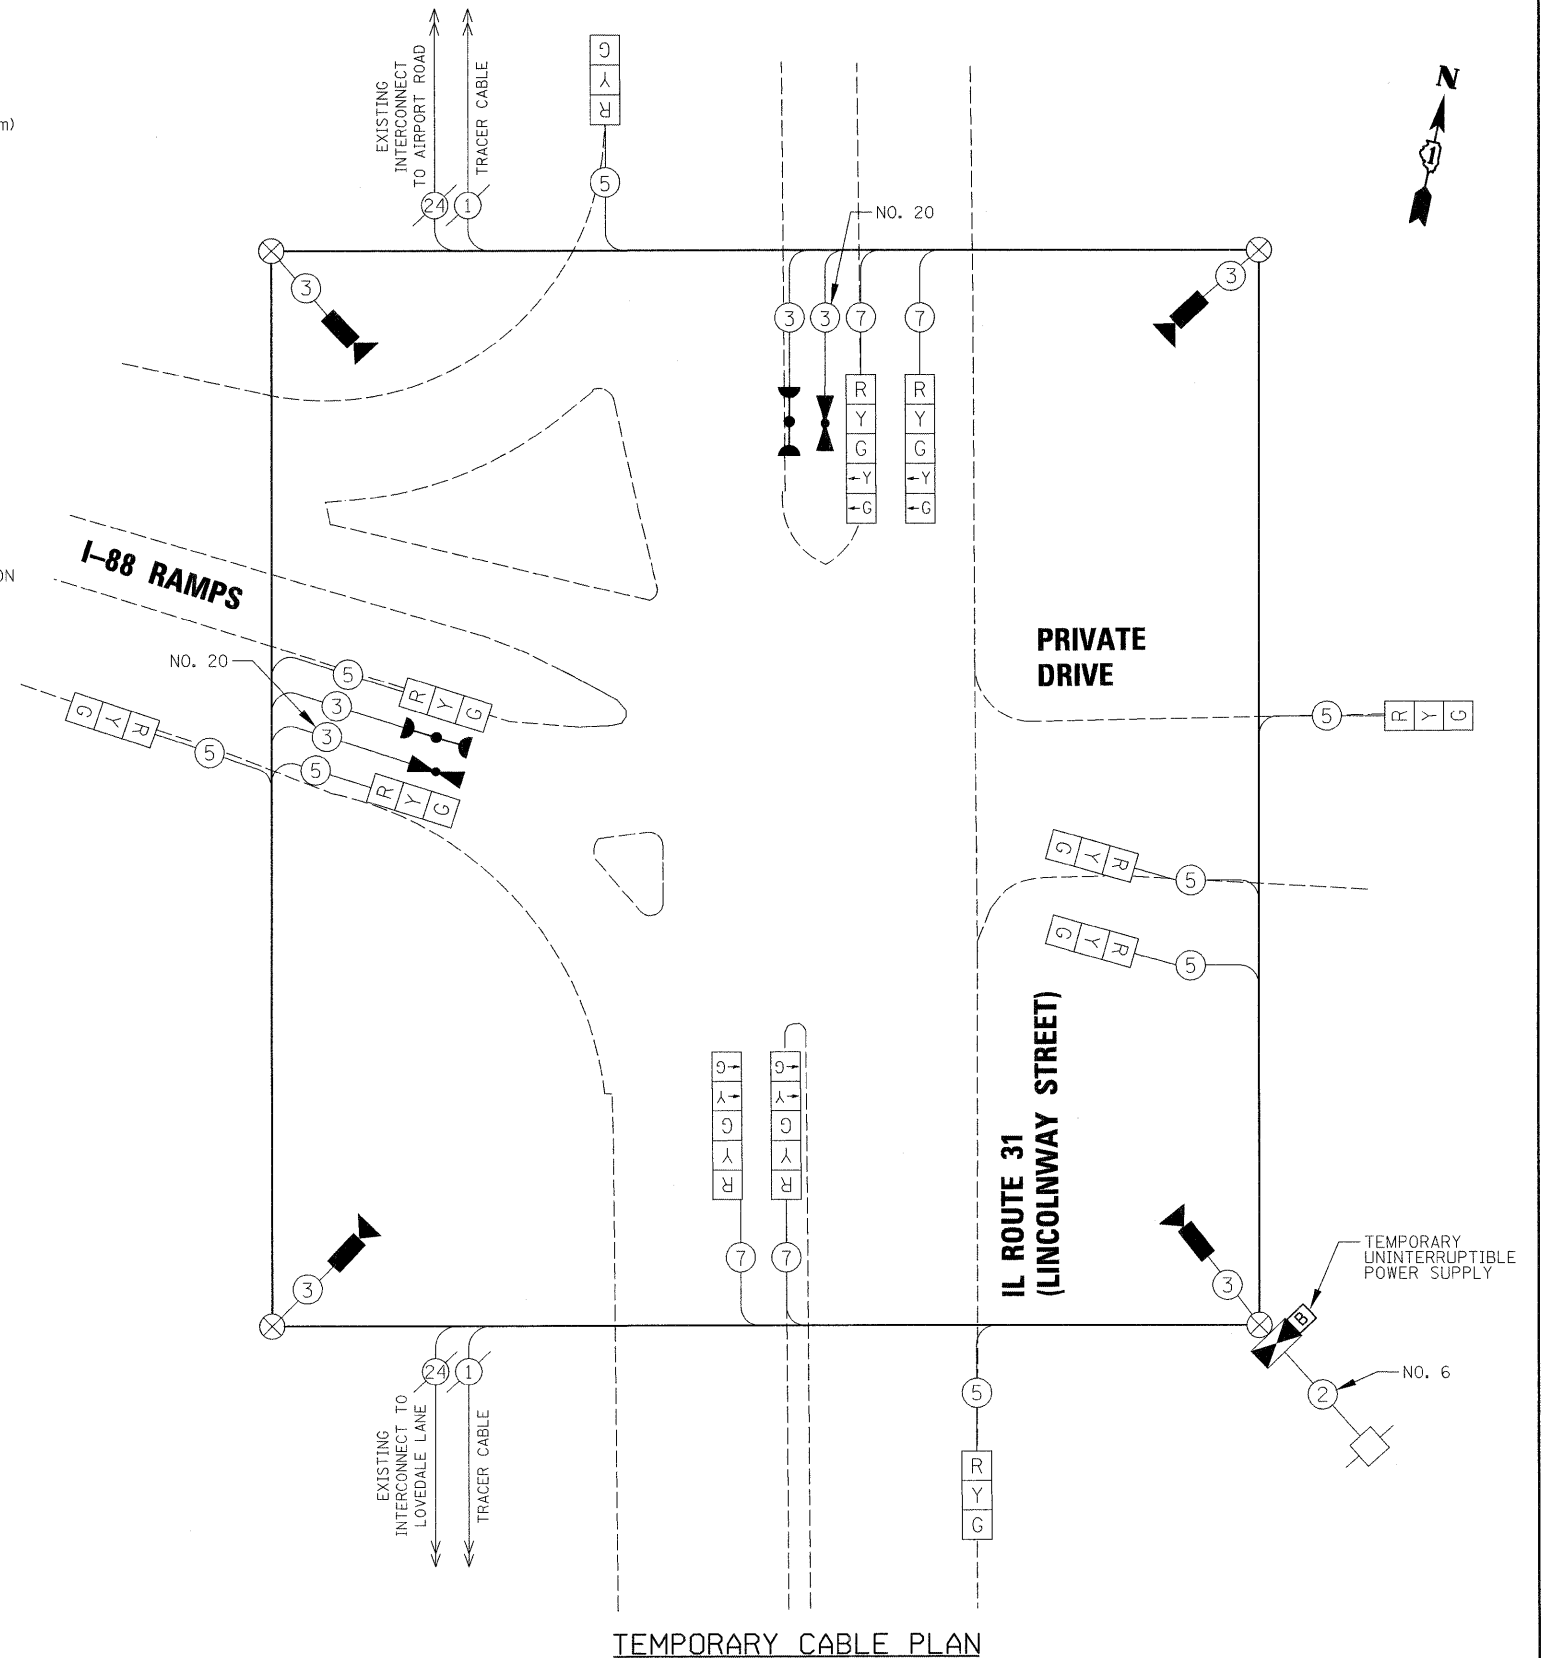 EXISTING
INTERCONNECT
TO AIRPORT ROAD
TRACER CABLE
G
Y
R
N
1
m)
24
1
5
NO. 20
3
3
3
3
7
7
R
Y
G
Y
G
R
Y
G
Y
G
ON
I-88 RAMPS
PRIVATE
DRIVE
NO. 20
5
R Y G
3
3
G Y R
5
5
R Y G
5
R Y G
G Y R
5
G Y R
5
IL ROUTE 31
(LINCOLNWAY STREET)
G
Y
G
Y
R
G
Y
G
Y
R
7
7
3
3
TEMPORARY
UNINTERRUPTIBLE
POWER SUPPLY
B
NO. 6
2
24
1
5
R
Y
G
EXISTING
INTERCONNECT TO
LOVEDALE LANE
TRACER CABLE
TEMPORARY CABLE PLAN